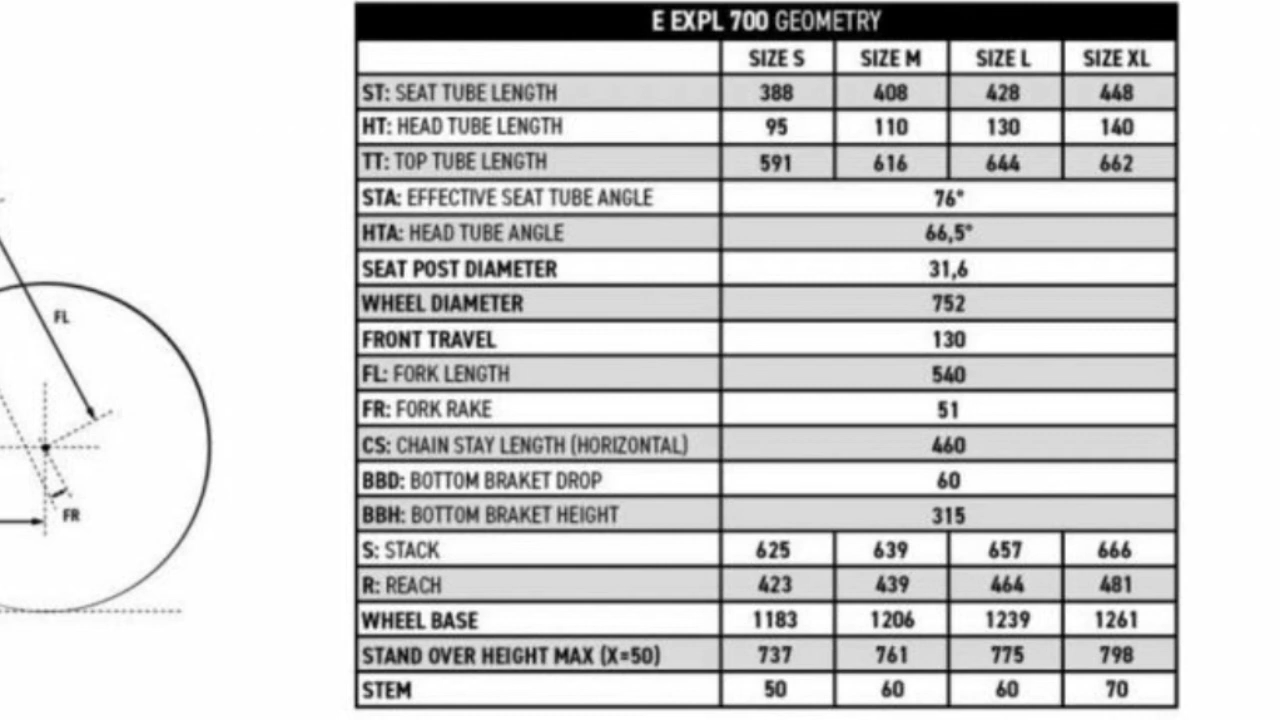 E EXPL 700 GEOMETRY
SIZE S SIZE M SIZE L SIZE XL
ST: SEAT TUBE LENGTH 388 408 428 448
HT: HEAD TUBE LENGTH 95 110 130 140
TT: TOP TUBE LENGTH 591 616 644 662
STA: EFFECTIVE SEAT TUBE ANGLE 76°
HTA: HEAD TUBE ANGLE 66,5°
SEAT POST DIAMETER 31,6
WHEEL DIAMETER 752
FRONT TRAVEL 130
FL: FORK LENGTH 540
FR: FORK RAKE 51
CS: CHAIN STAY LENGTH (HORIZONTAL) 460
BBD: BOTTOM BRAKET DROP 60
BBH: BOTTOM BRAKET HEIGHT 315
S: STACK 625 639 657 666
R: REACH 423 439 464 481
WHEEL BASE 1183 1206 1239 1261
STAND OVER HEIGHT MAX (X=50) 737 761 775 798
STEM 50 60 60 70
FL
FR